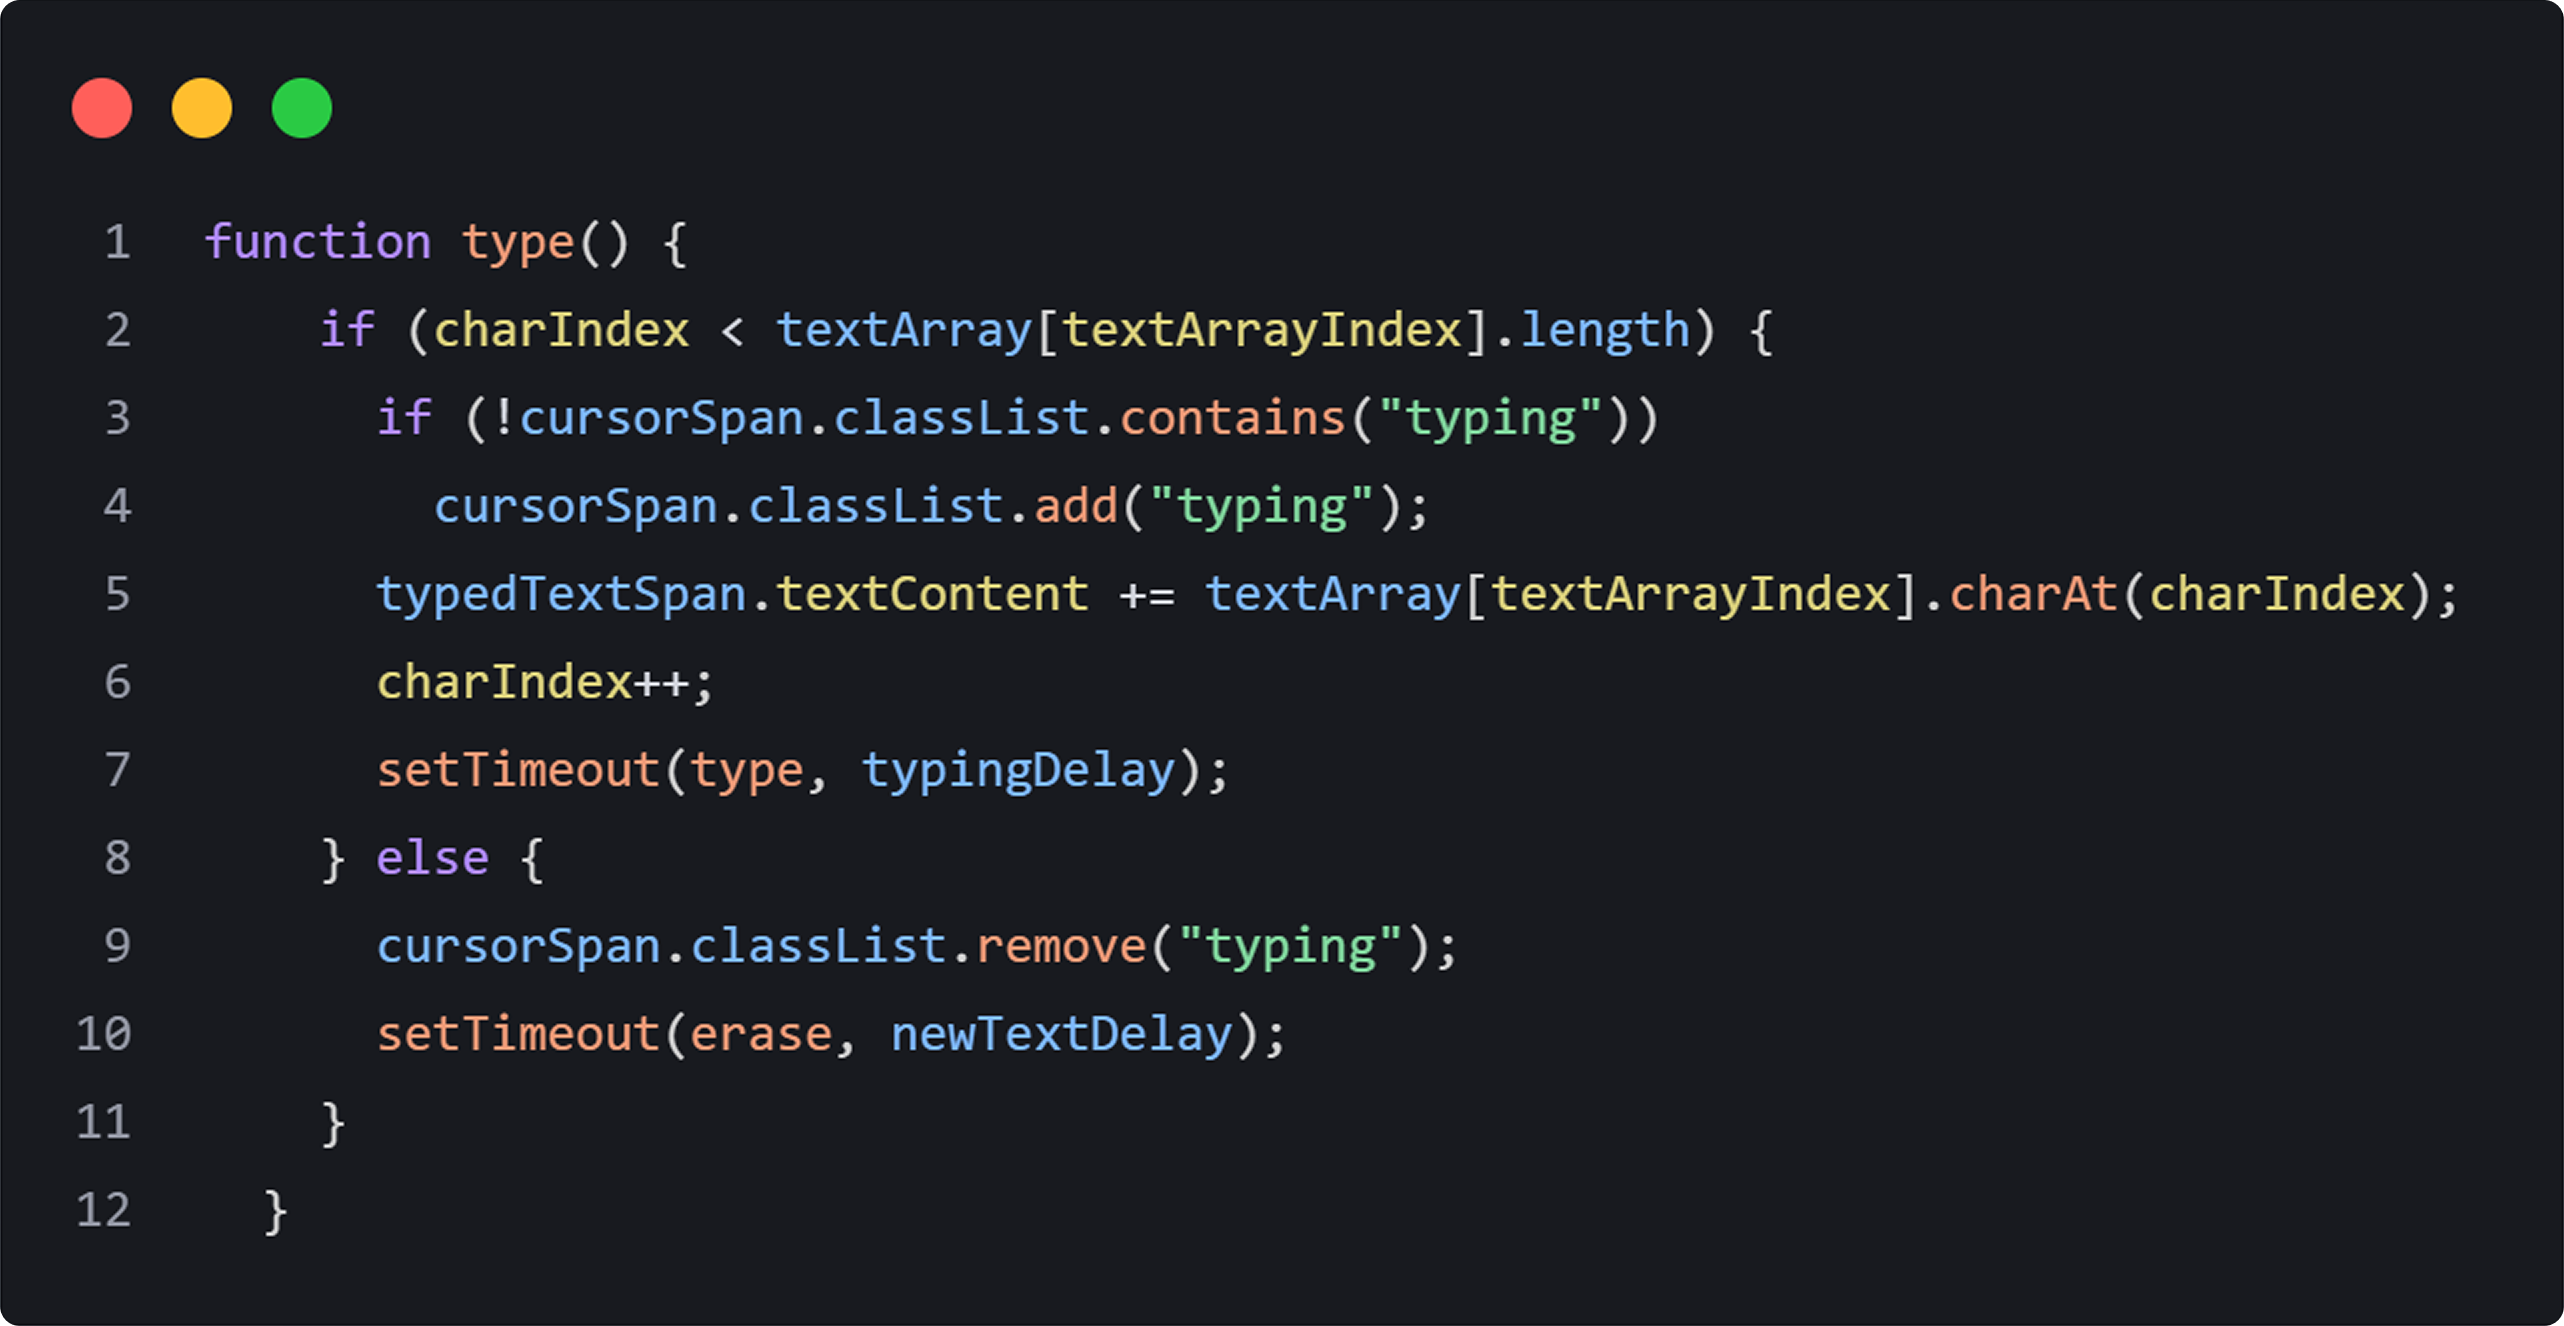 1 function type() {
2 if (charIndex < textArray[textArrayIndex].length) {
3 if (!cursorSpan.classList.contains("typing"))
4 cursorSpan.classList.add("typing");
5 typedTextSpan.textContent += textArray[textArrayIndex].charAt(charIndex);
6 charIndex++;
7 setTimeout(type, typingDelay);
8 } else {
9 cursorSpan.classList.remove("typing");
10 setTimeout(erase, newTextDelay);
11 }
12 }